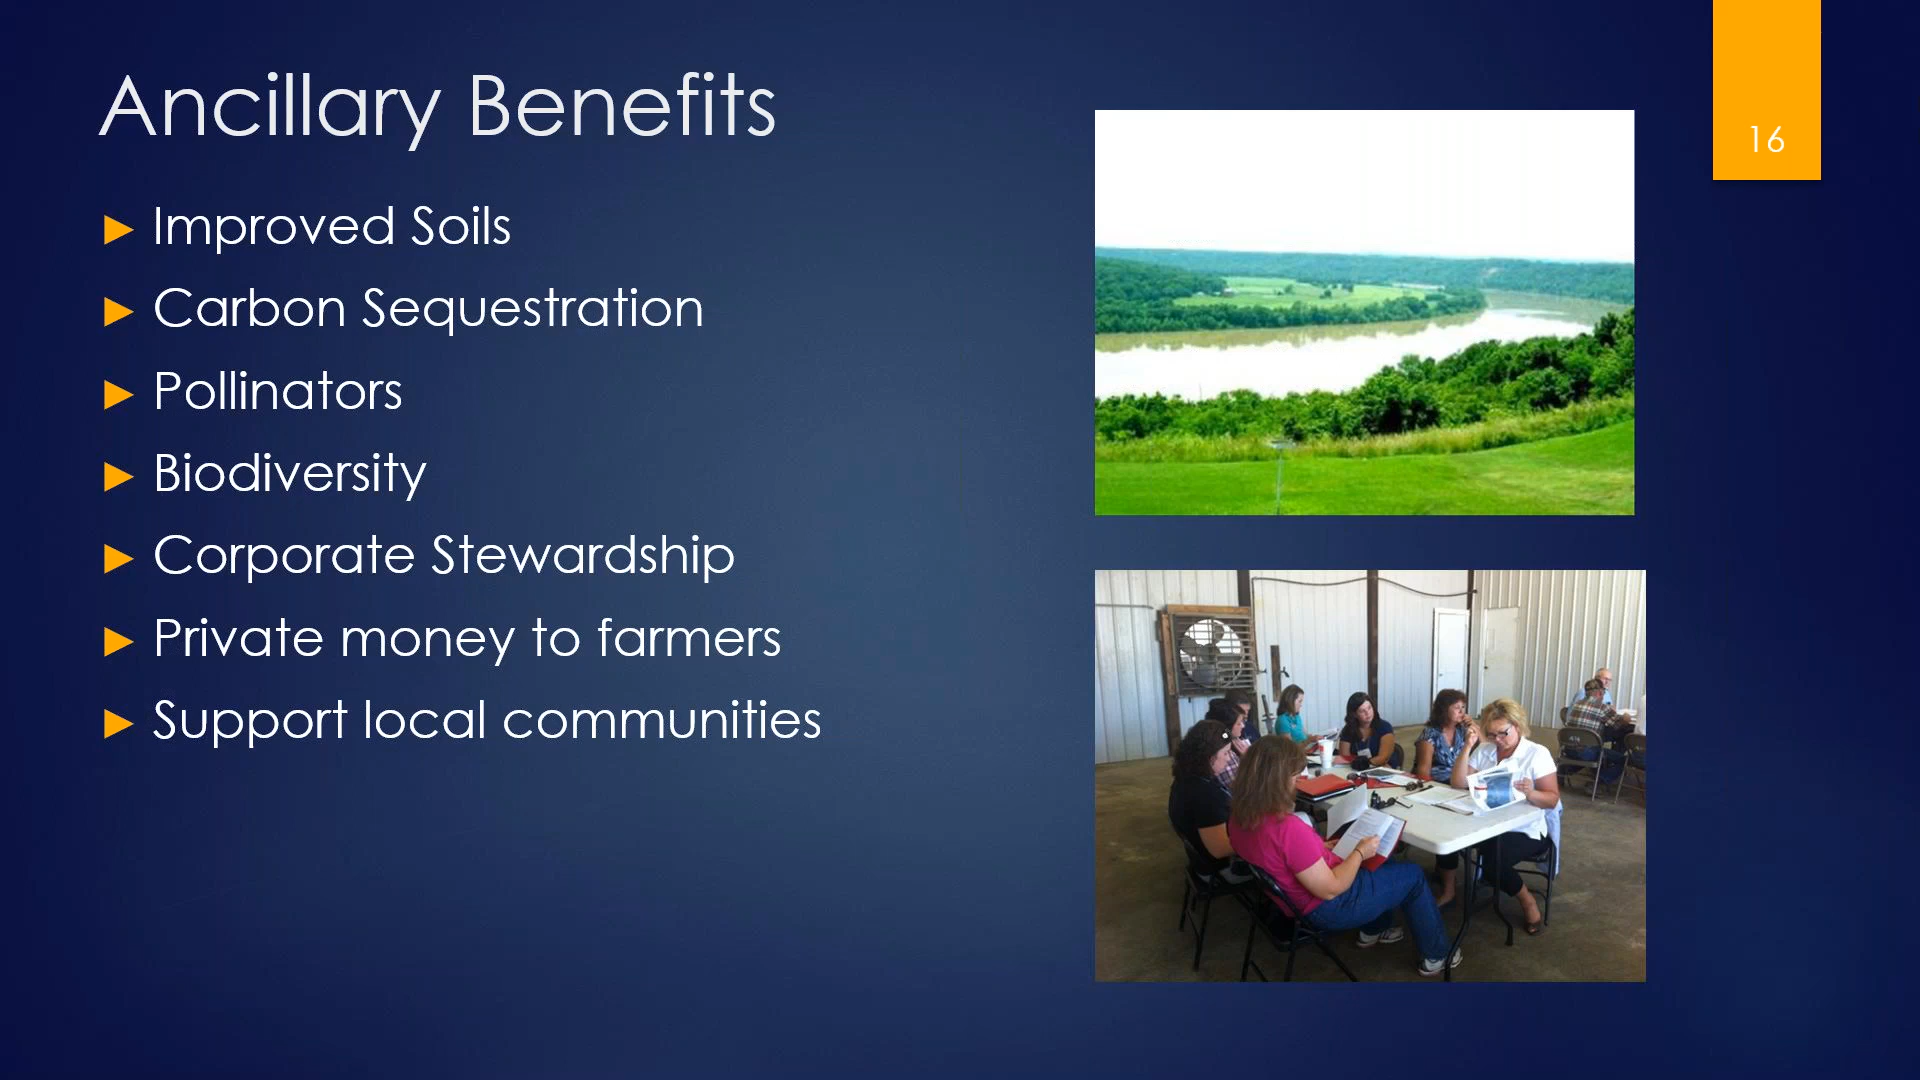 Ancillary Benefits
16
► Improved Soils
► Carbon Sequestration
► Pollinators
► Biodiversity
► Corporate Stewardship
► Private money to farmers
► Support local communities